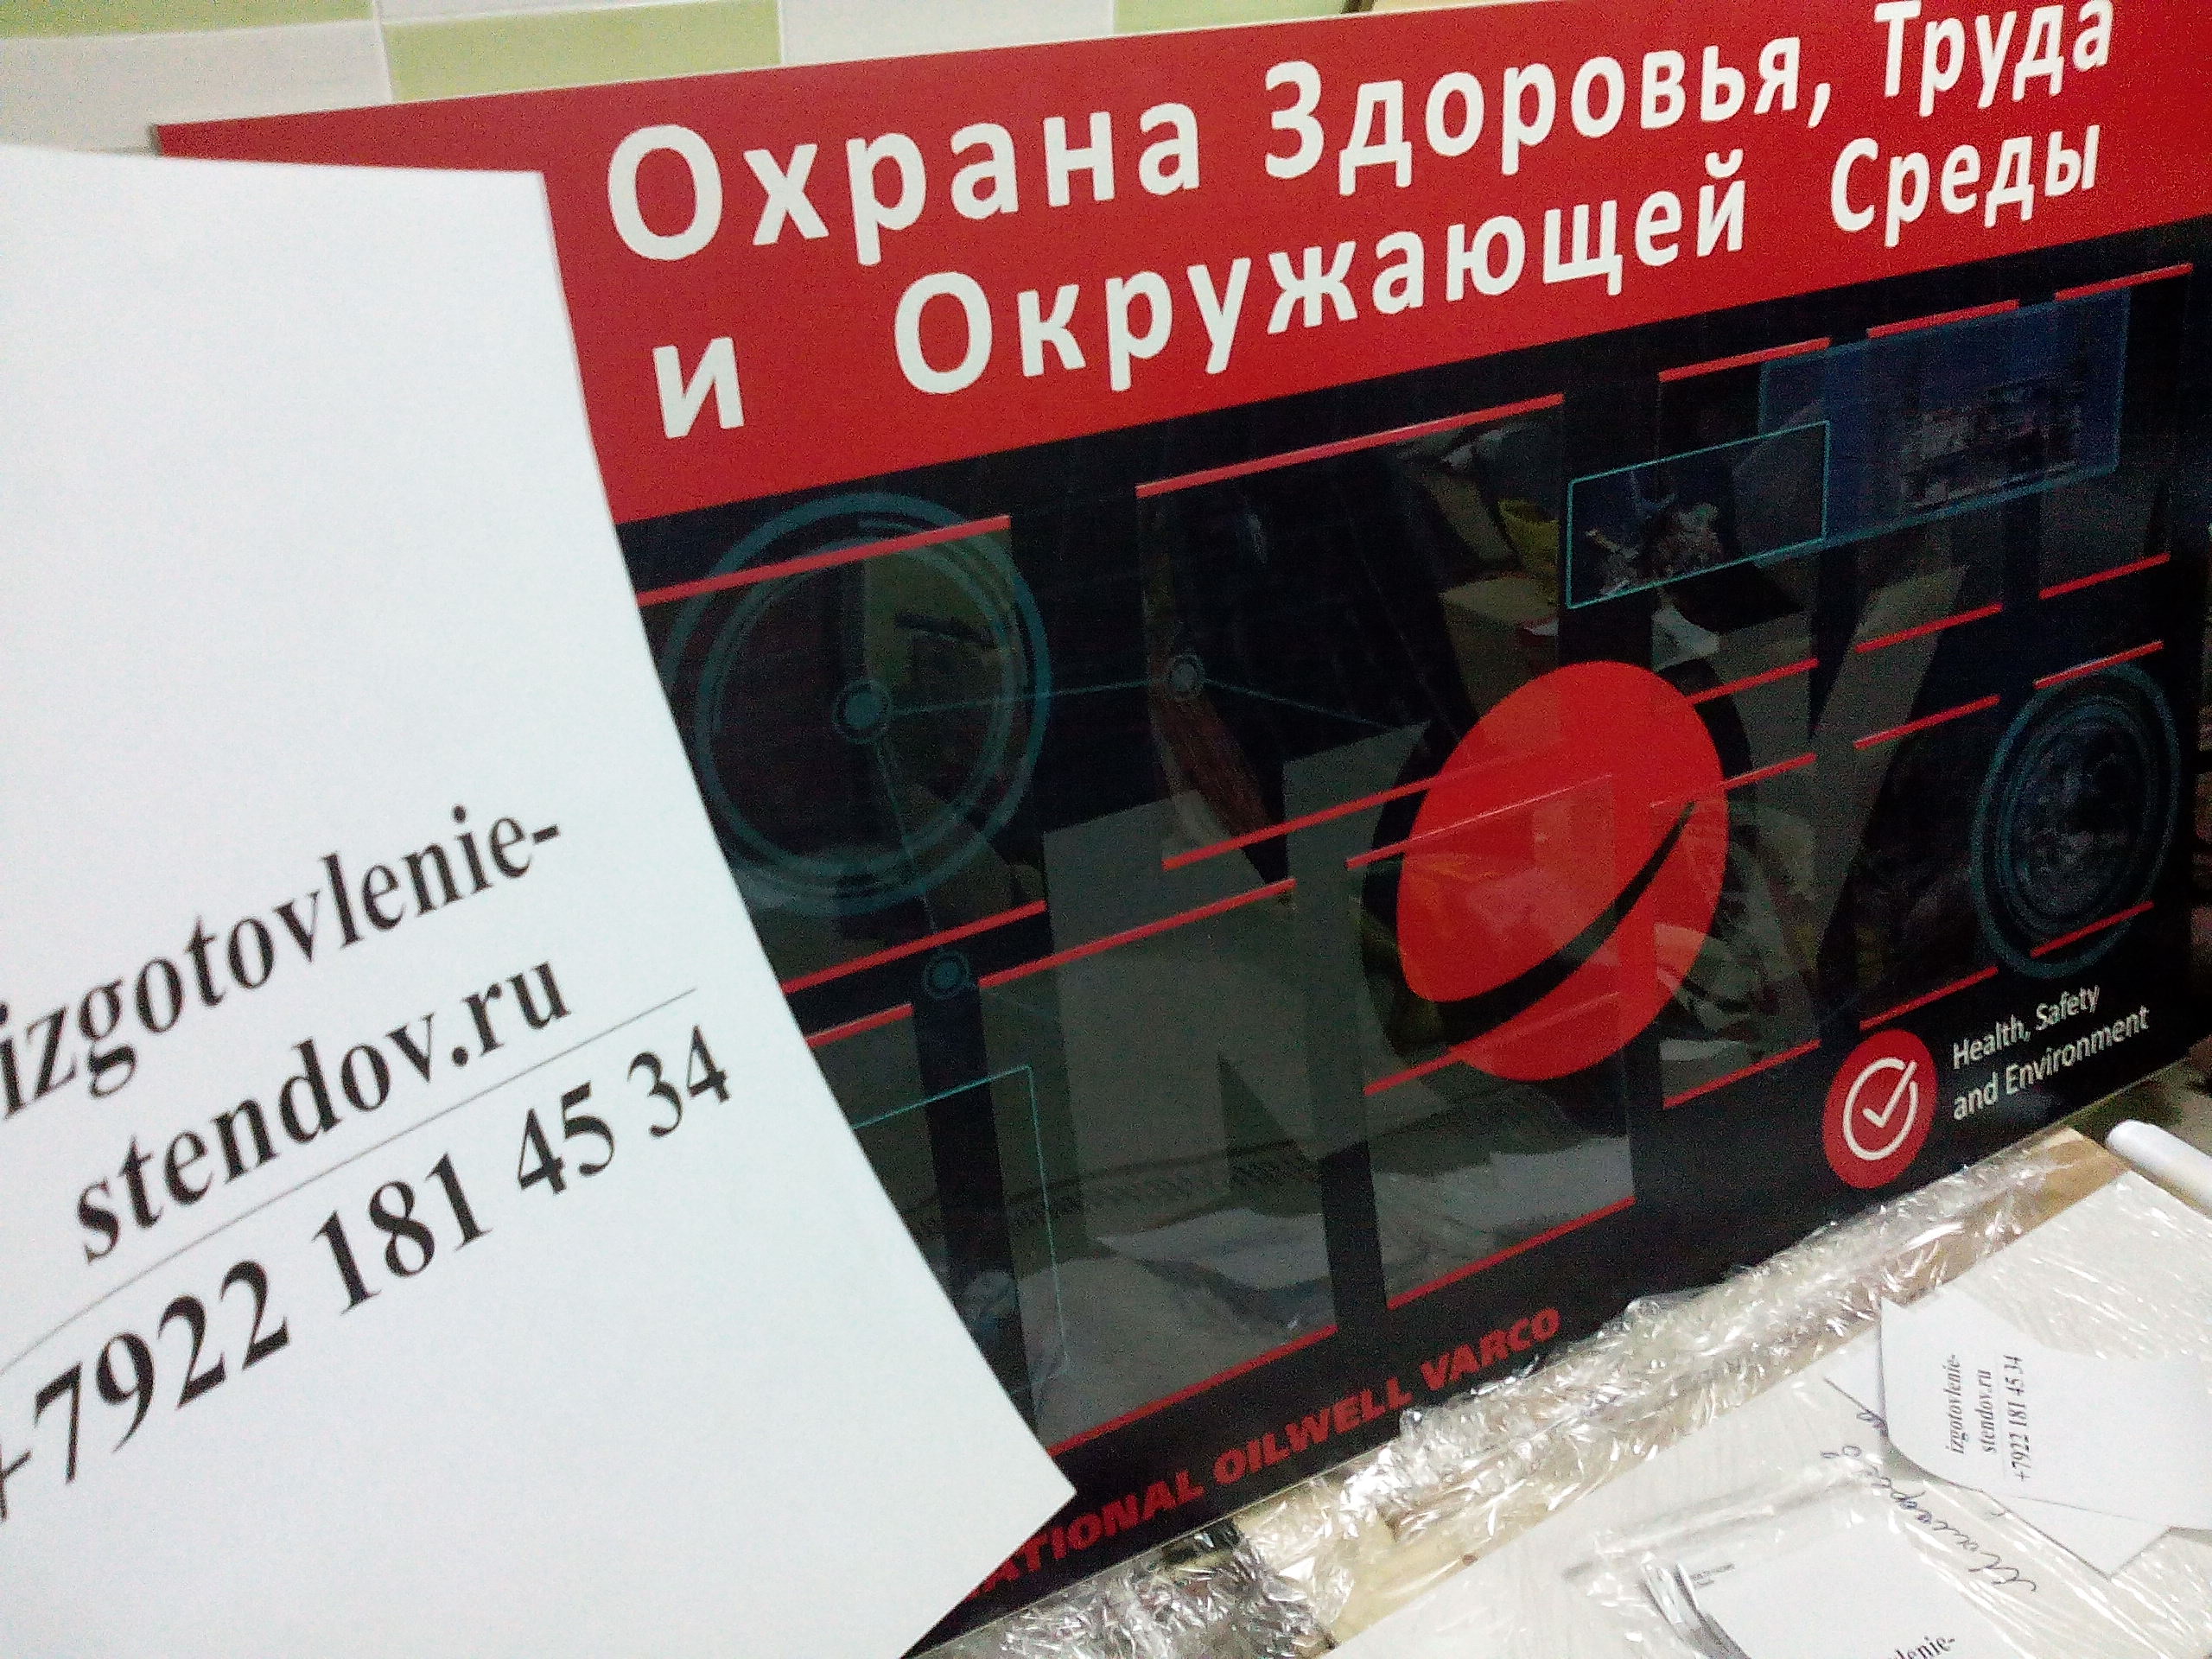 Охрана Здоровья, Труда
и Окружающей Среды
izgotovlenie-
stendov.ru
+7922 181 45 34
Health, Safety
and Environment
ATIONAL OILWELL VARCO
izgotovlenie-
stendov.ru
+7922 181 45 34
lenie-